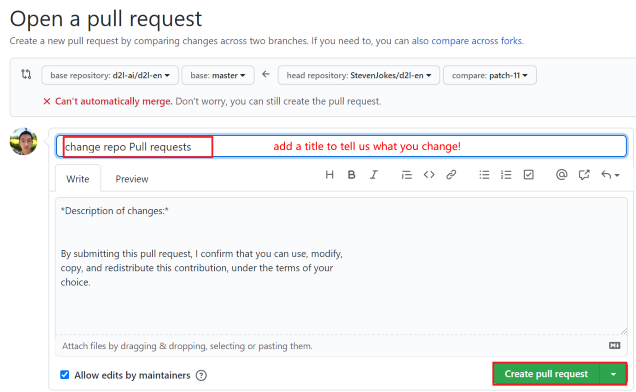 Open a pull request
Create a new pull request by comparing changes across two branches. If you need to, you can also compare across forks.
base repository: d2l-ai/d2l-en base: master head repository: StevenJokes/d2l-en compare: patch-11
Can't automatically merge. Don't worry, you can still create the pull request.
change repo Pull requests add a title to tell us what you change!
Write Preview
H B I
*Description of changes:*
By submitting this pull request, I confirm that you can use, modify,
copy, and redistribute this contribution, under the terms of your
choice.
Attach files by dragging & dropping, selecting or pasting them.
Allow edits by maintainers Create pull request